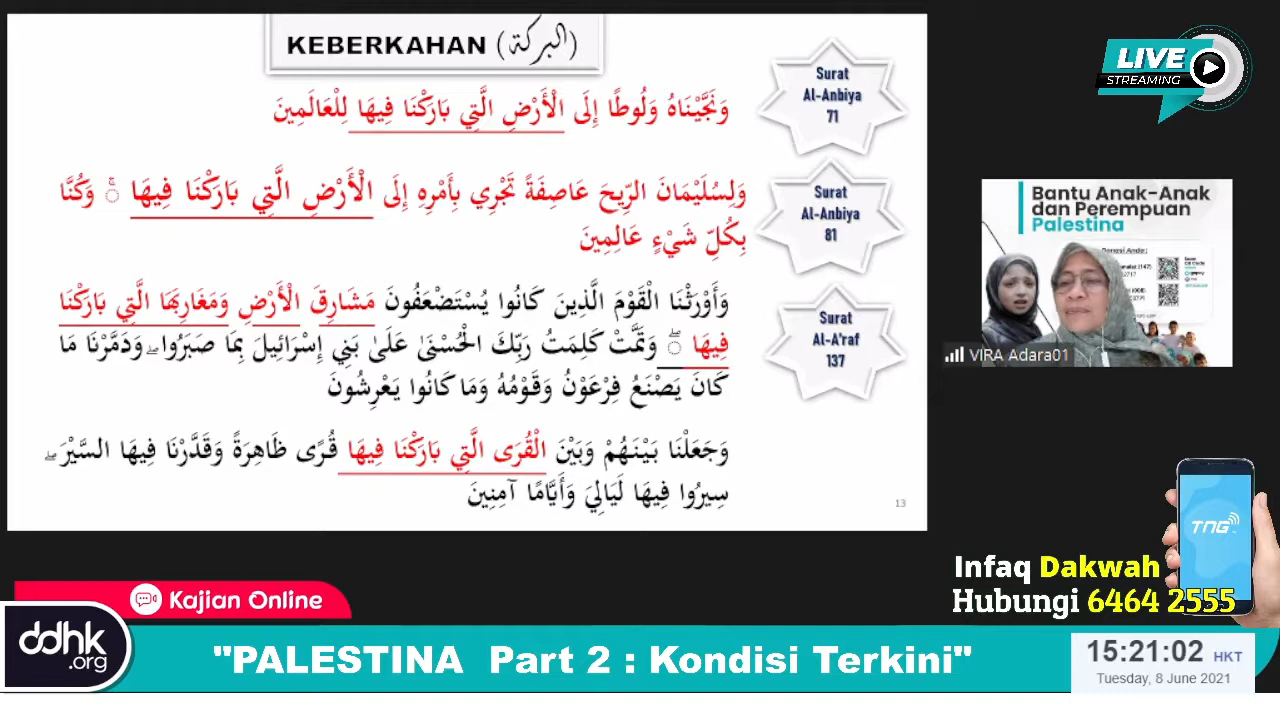 KEBERKAHAN (البركة)
وَنَجَّيْنَاهُ وَلُوطًا إِلَى الْأَرْضِ الَّتِي بَارَكْنَا فِيهَا لِلْعَالَمِينَ
Surat
Al-Anbiya
71
وَلِسُلَيْمَانَ الرِّيحَ عَاصِفَةً تَجْرِي بِأَمْرِهِ إِلَى الْأَرْضِ الَّتِي بَارَكْنَا فِيهَا ۚ وَكُنَّا
بِكُلِّ شَيْءٍ عَالِمِينَ
Surat
Al-Anbiya
81
وَأَوْرَثْنَا الْقَوْمَ الَّذِينَ كَانُوا يُسْتَضْعَفُونَ مَشَارِقَ الْأَرْضِ وَمَغَارِبَهَا الَّتِي بَارَكْنَا
فِيهَا ۖ وَتَمَّتْ كَلِمَتُ رَبِّكَ الْحُسْنَىٰ عَلَىٰ بَنِي إِسْرَائِيلَ بِمَا صَبَرُوا ۖ وَدَمَّرْنَا مَا
كَانَ يَصْنَعُ فِرْعَوْنُ وَقَوْمُهُ وَمَا كَانُوا يَعْرِشُونَ
Surat
Al-A'raf
137
وَجَعَلْنَا بَيْنَهُمْ وَبَيْنَ الْقُرَى الَّتِي بَارَكْنَا فِيهَا قُرًى ظَاهِرَةً وَقَدَّرْنَا فِيهَا السَّيْرَ ۖ
سِيرُوا فِيهَا لَيَالِيَ وَأَيَّامًا آمِنِينَ
13
LIVE
STREAMING
Bantu Anak-Anak
dan Perempuan
Palestina
VIRA Adara01
TNG
Infaq Dakwah
Hubungi 6464 2555
Kajian Online
ddhk
.org
"PALESTINA Part 2 : Kondisi Terkini"
15:21:02 HKT
Tuesday, 8 June 2021